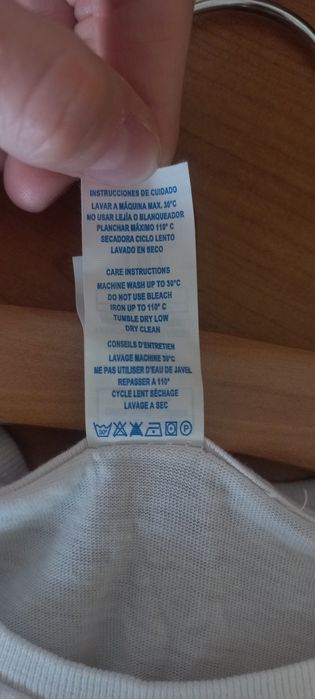 INSTRUCCIONES DE CUIDADO
LAVAR A MÁQUINA MAX. 30°C
NO USAR LEJÍA O BLANQUEADOR
PLANCHAR MÁXIMO 110° C
SECADORA CICLO LENTO
LAVADO EN SECO
CARE INSTRUCTIONS
MACHINE WASH UP TO 30°C
DO NOT USE BLEACH
IRON UP TO 110° C
TUMBLE DRY LOW
DRY CLEAN
CONSEILS D'ENTRETIEN
LAVAGE MACHINE 30°C
NE PAS UTILISER D'EAU DE JAVEL
REPASSER A 110°
CYCLE LENT SÉCHAGE
LAVAGE A SEC
30° P